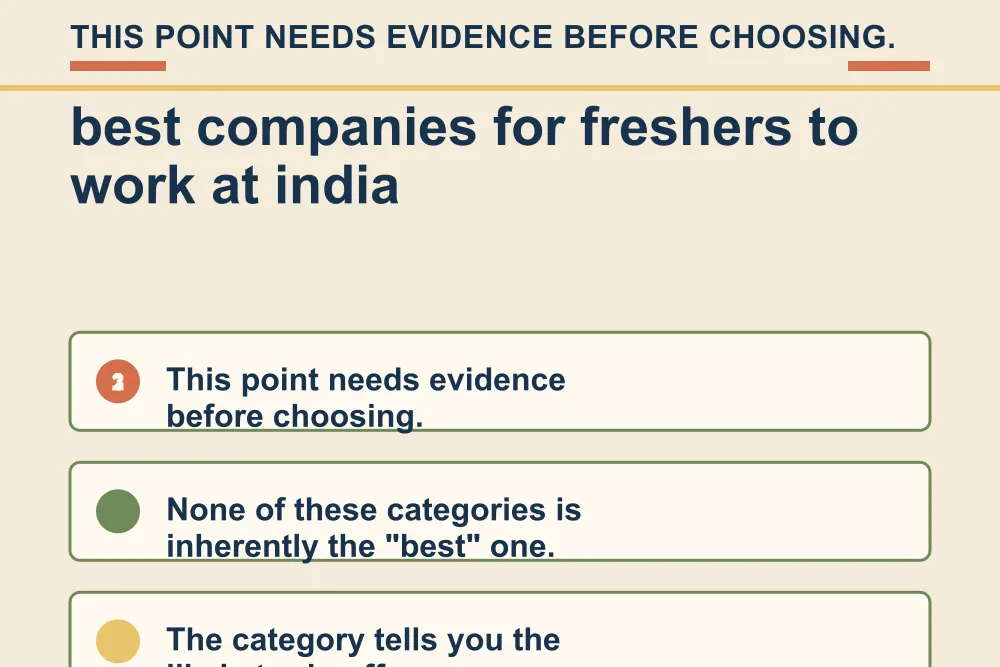 THIS POINT NEEDS EVIDENCE BEFORE CHOOSING.
best companies for freshers to
work at india
This point needs evidence
before choosing.
None of these categories is
inherently the "best" one.
The category tells you the